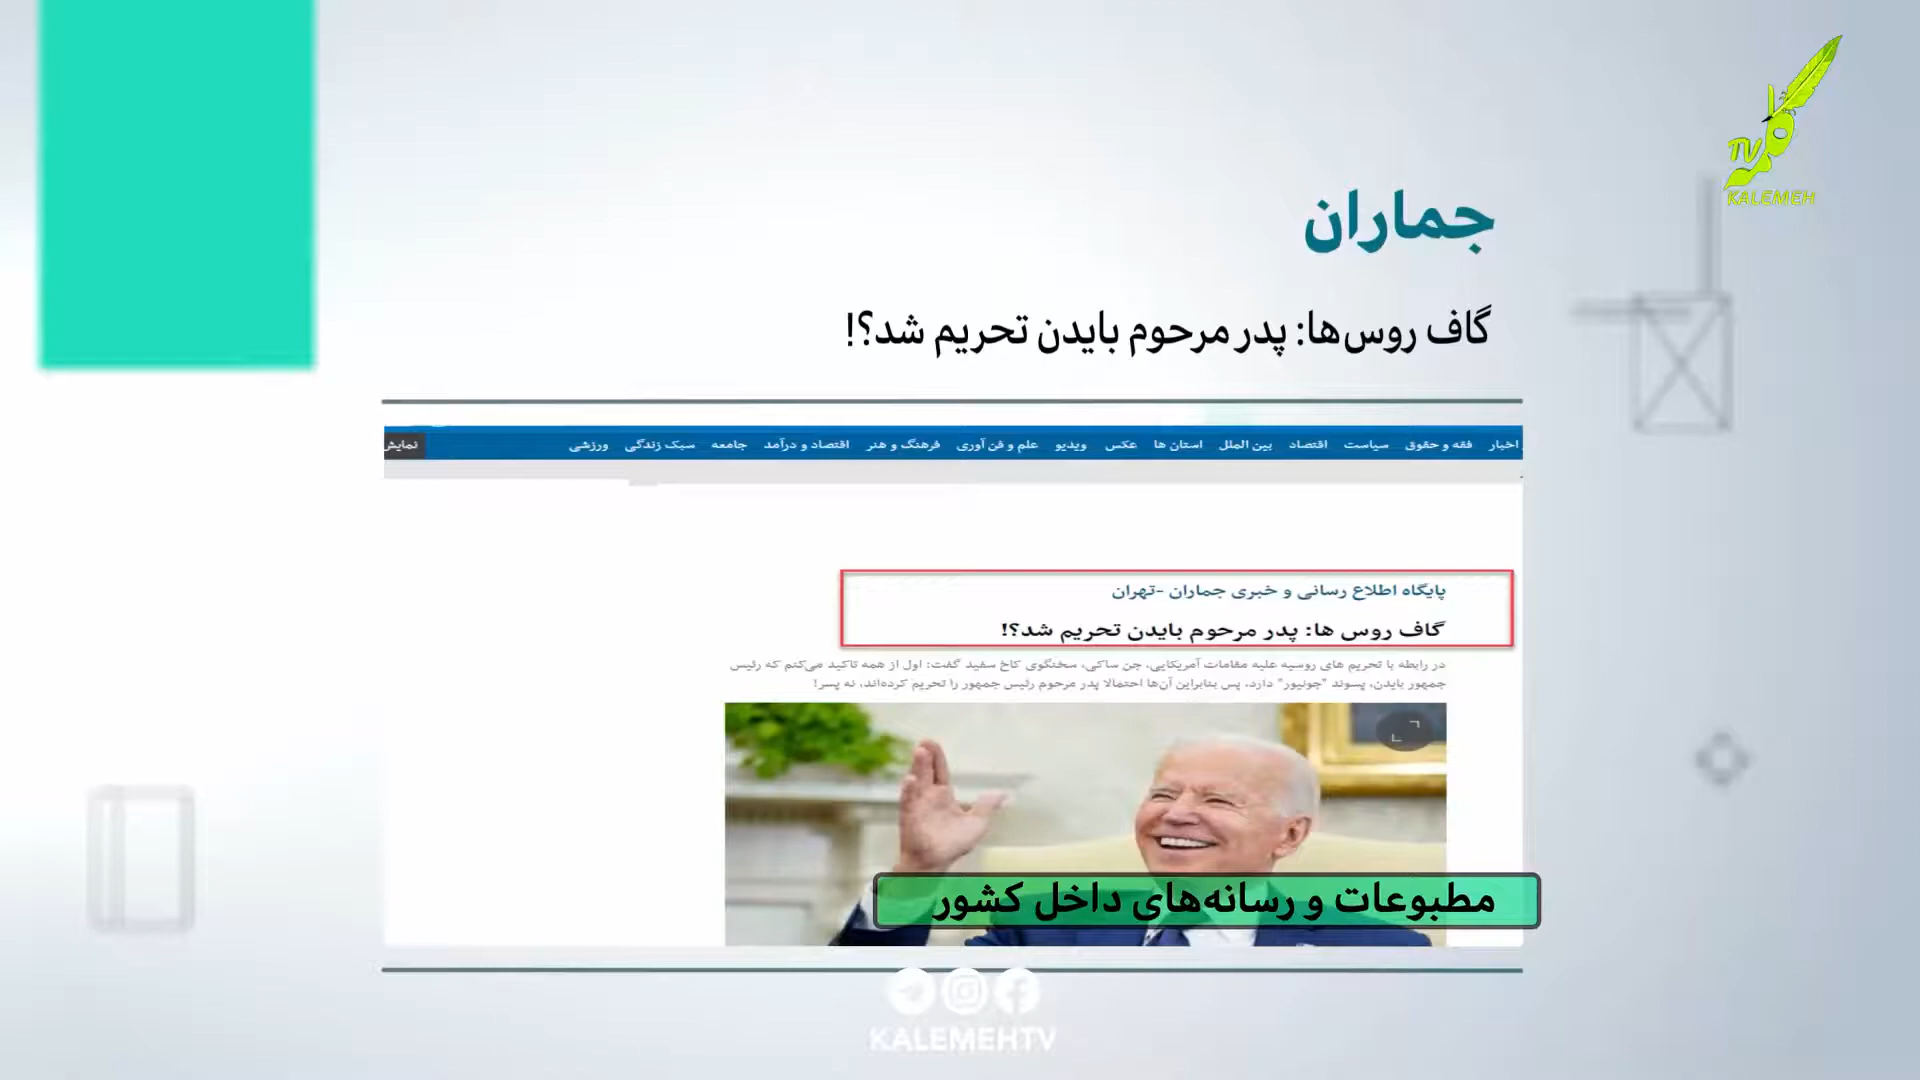 TV
KALEMEH
جماران
گاف روس‌ها: پدر مرحوم بایدن تحریم شد؟!
اخبار فقه و حقوق سیاست اقتصاد بین الملل استان ها عکس ویدیو علم و فن آوری فرهنگ و هنر اقتصاد و درآمد جامعه سبک زندگی ورزشی نمایش
پایگاه اطلاع رسانی و خبری جماران -تهران
گاف روس ها: پدر مرحوم بایدن تحریم شد؟!
در رابطه با تحریم های روسیه علیه مقامات آمریکایی، جن ساکی، سخنگوی کاخ سفید گفت: اول از همه تاکید می‌کنم که رئیس
جمهور بایدن، پسوند "جونیور" دارد، پس بنابراین آن‌ها احتمالا پدر مرحوم رئیس جمهور را تحریم کرده‌اند، نه پسر!
مطبوعات و رسانه‌های داخل کشور
KALEMEHTV